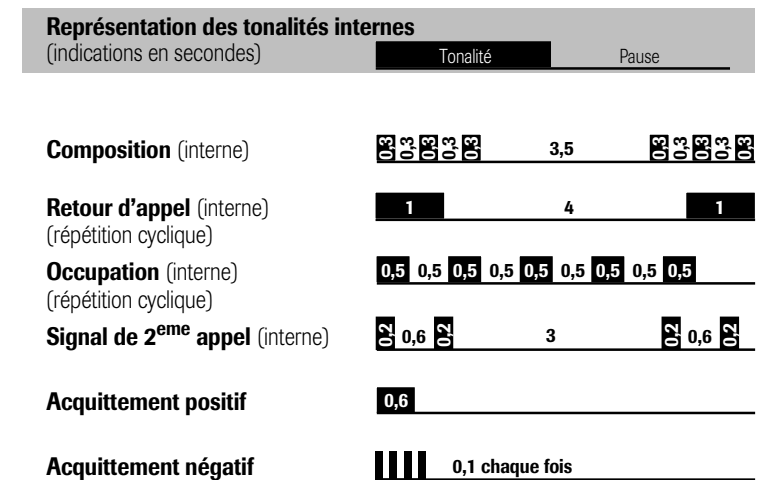 Représentation des tonalités internes
(indications en secondes) Tonalité Pause
Composition (interne) 0,3 0,3 0,3 0,3 0,3 3,5 0,3 0,3 0,3 0,3 0,3
Retour d’appel (interne) 1 4 1
(répétition cyclique)
Occupation (interne) 0,5 0,5 0,5 0,5 0,5 0,5 0,5 0,5 0,5
(répétition cyclique)
Signal de 2eme appel (interne) 0,2 0,6 0,2 3 0,2 0,6 0,2
Acquittement positif 0,6
Acquittement négatif 0,1 chaque fois